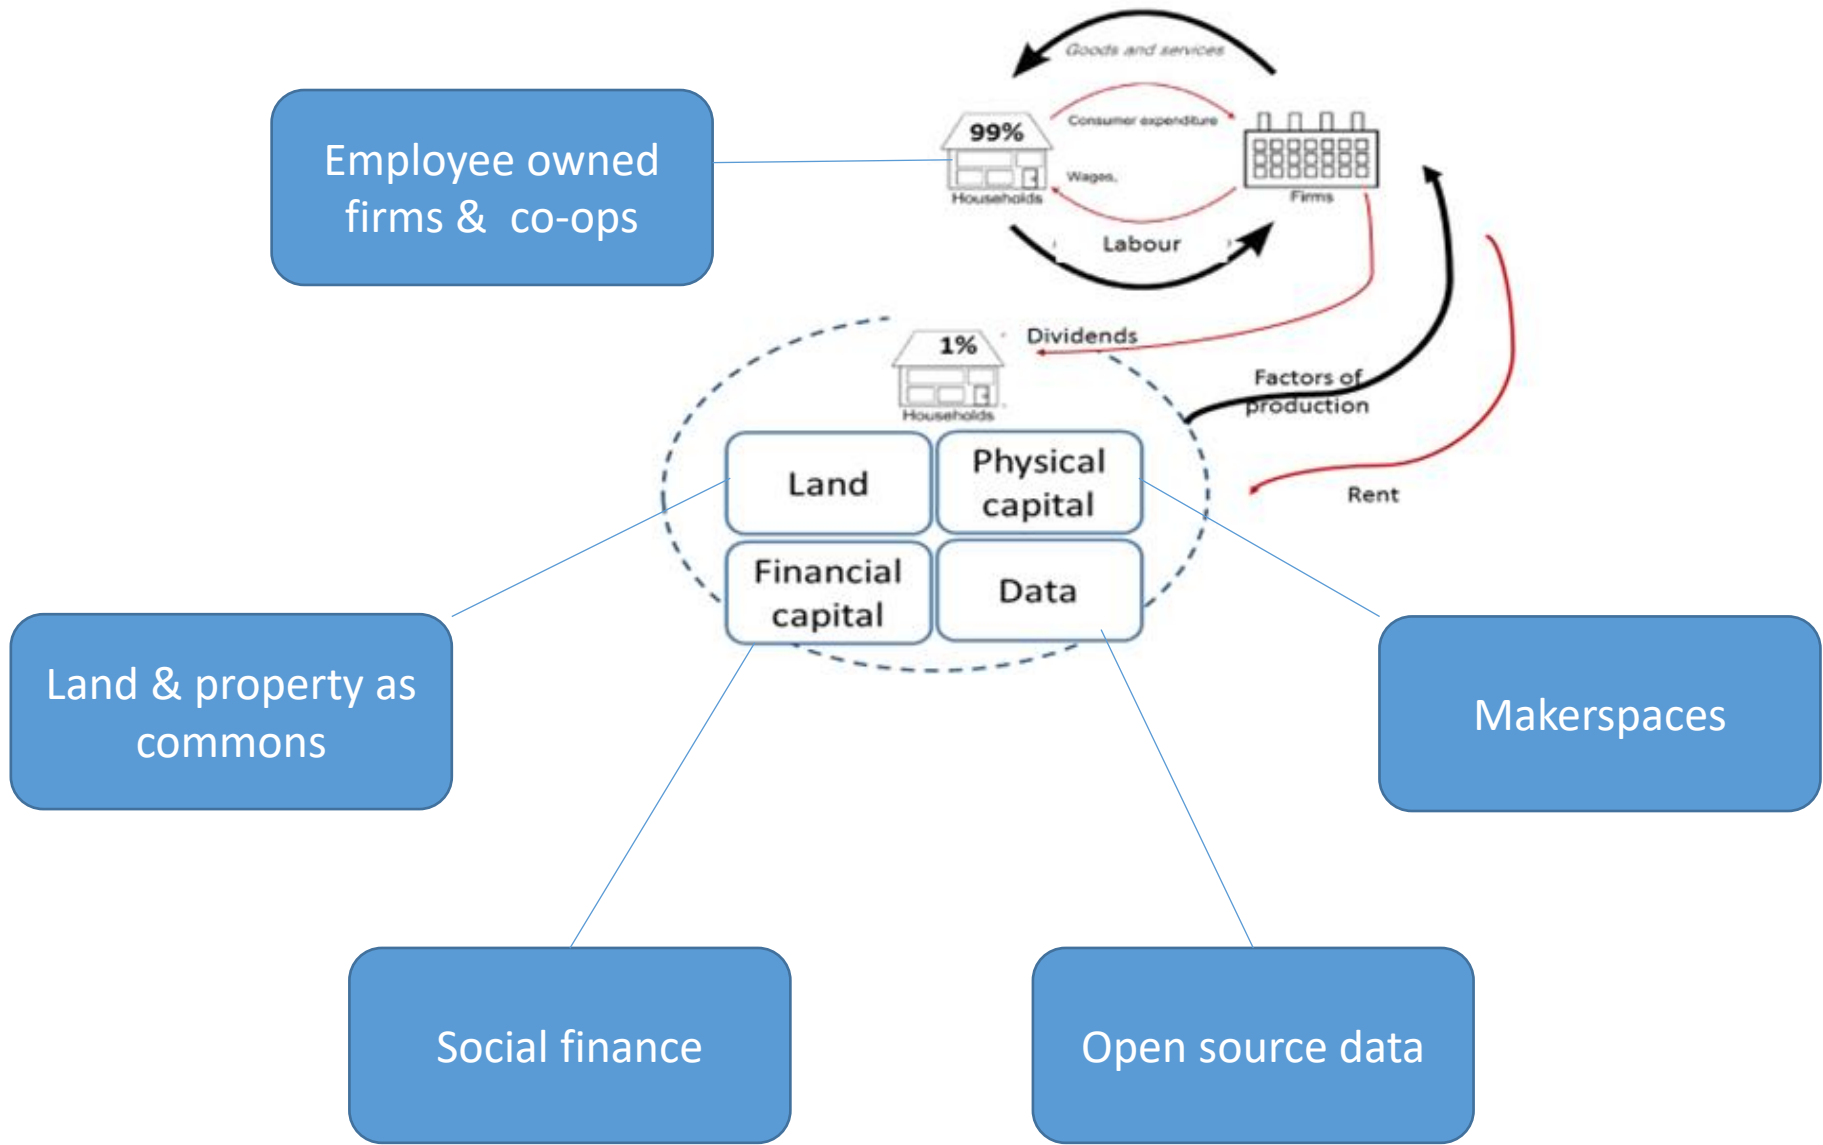 Goods and services
Employee owned
firms &  co-ops
99%
Households
Consumer expenditure
Wages,
Firms
Labour
1%
Households
Dividends
Factors of
production
Rent
Land
Physical
capital
Financial
capital
Data
Land & property as
commons
Makerspaces
Social finance
Open source data